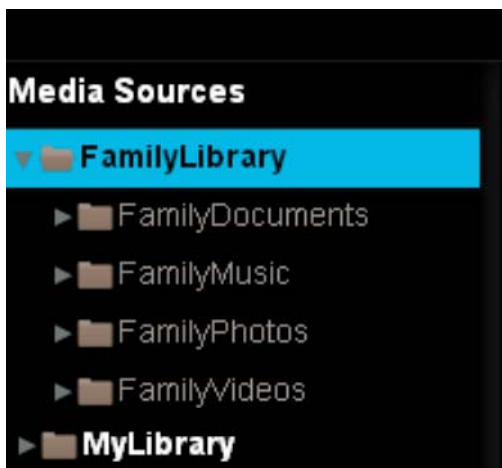 Media Sources
FamilyLibrary
FamilyDocuments
FamilyMusic
FamilyPhotos
FamilyVideos
MyLibrary